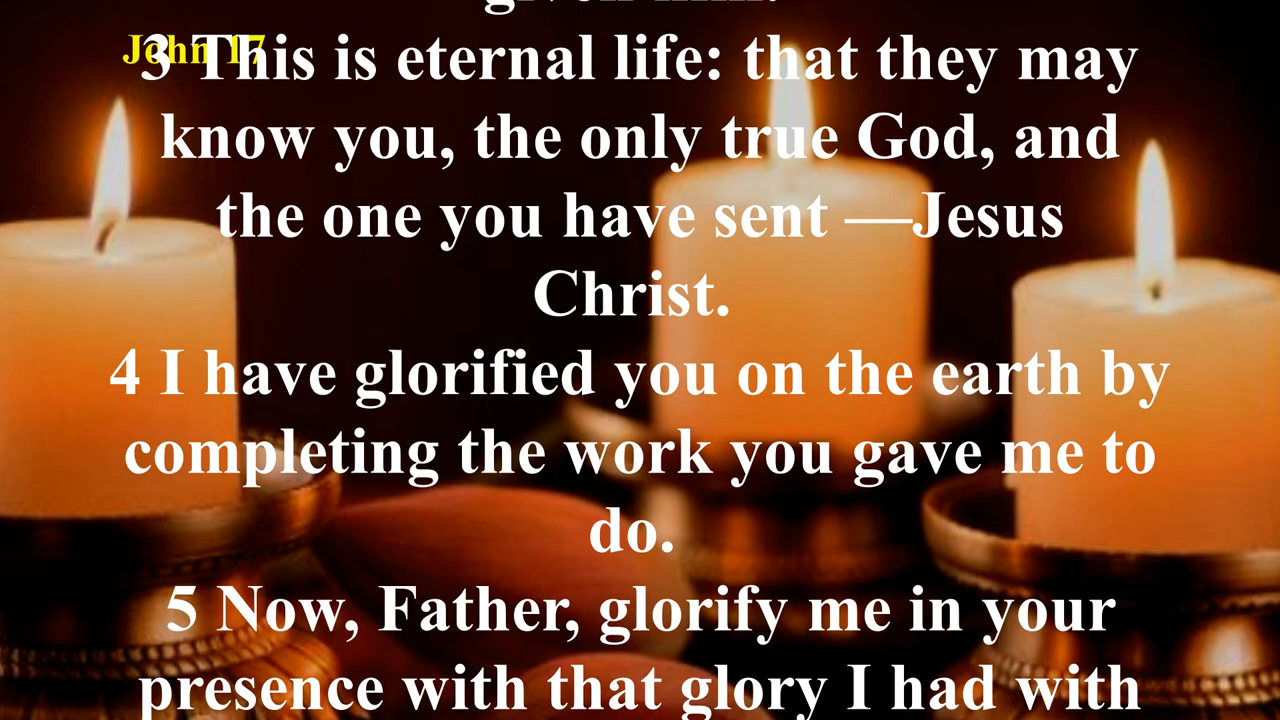 given him.
John 17
3 This is eternal life: that they may
know you, the only true God, and
the one you have sent —Jesus
Christ.
4 I have glorified you on the earth by
completing the work you gave me to
do.
5 Now, Father, glorify me in your
presence with that glory I had with